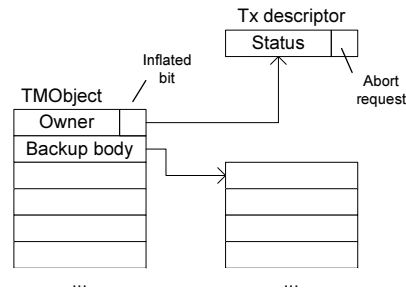 Tx descriptor
Status
Inflated
bit
Abort
request
TMObject
Owner
Backup body
...
...